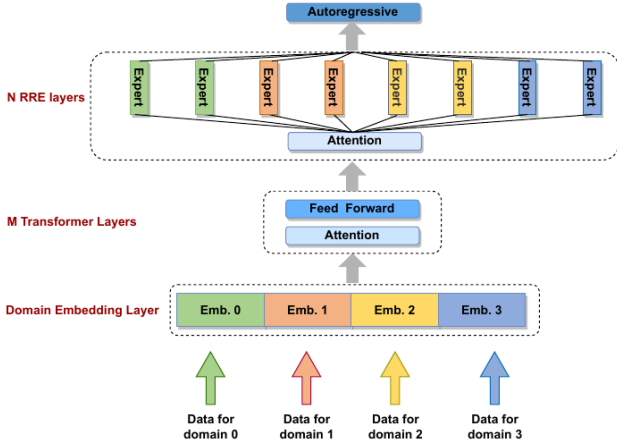 Autoregressive
N RRE layers
Expert
Expert
Expert
Expert
Expert
Expert
Expert
Expert
Attention
M Transformer Layers
Feed Forward
Attention
Domain Embedding Layer
Emb. 0
Emb. 1
Emb. 2
Emb. 3
Data for
domain 0
Data for
domain 1
Data for
domain 2
Data for
domain 3